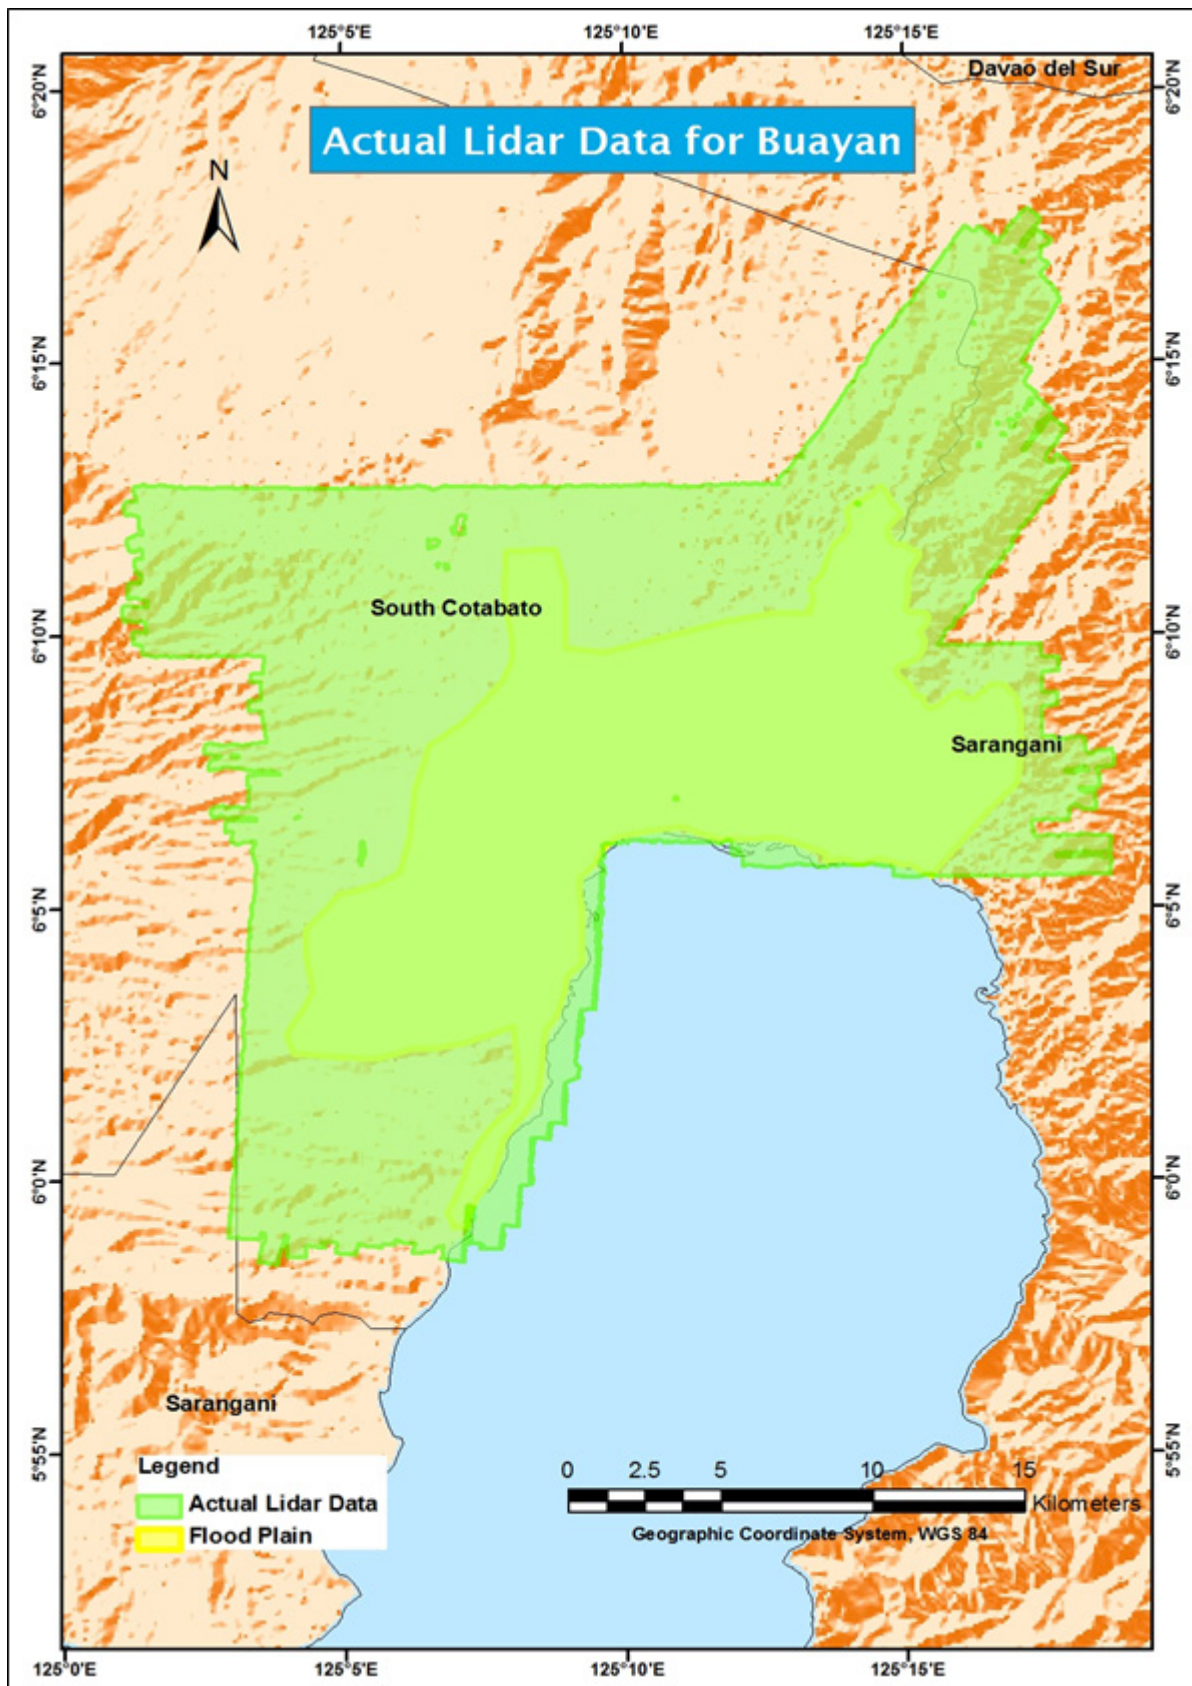 125°5'E 125°10'E 125°15'E
Davao del Sur
6°20'N 6°20'N
Actual Lidar Data for Buayan
N
6°15'N 6°15'N
South Cotabato
6°10'N 6°10'N
Sarangani
6°5'N 6°5'N
6°0'N 6°0'N
Sarangani
5°55'N 5°55'N
Legend
Actual Lidar Data
Flood Plain
0 2.5 5 10 15
Kilometers
Geographic Coordinate System, WGS 84
125°0'E 125°5'E 125°10'E 125°15'E